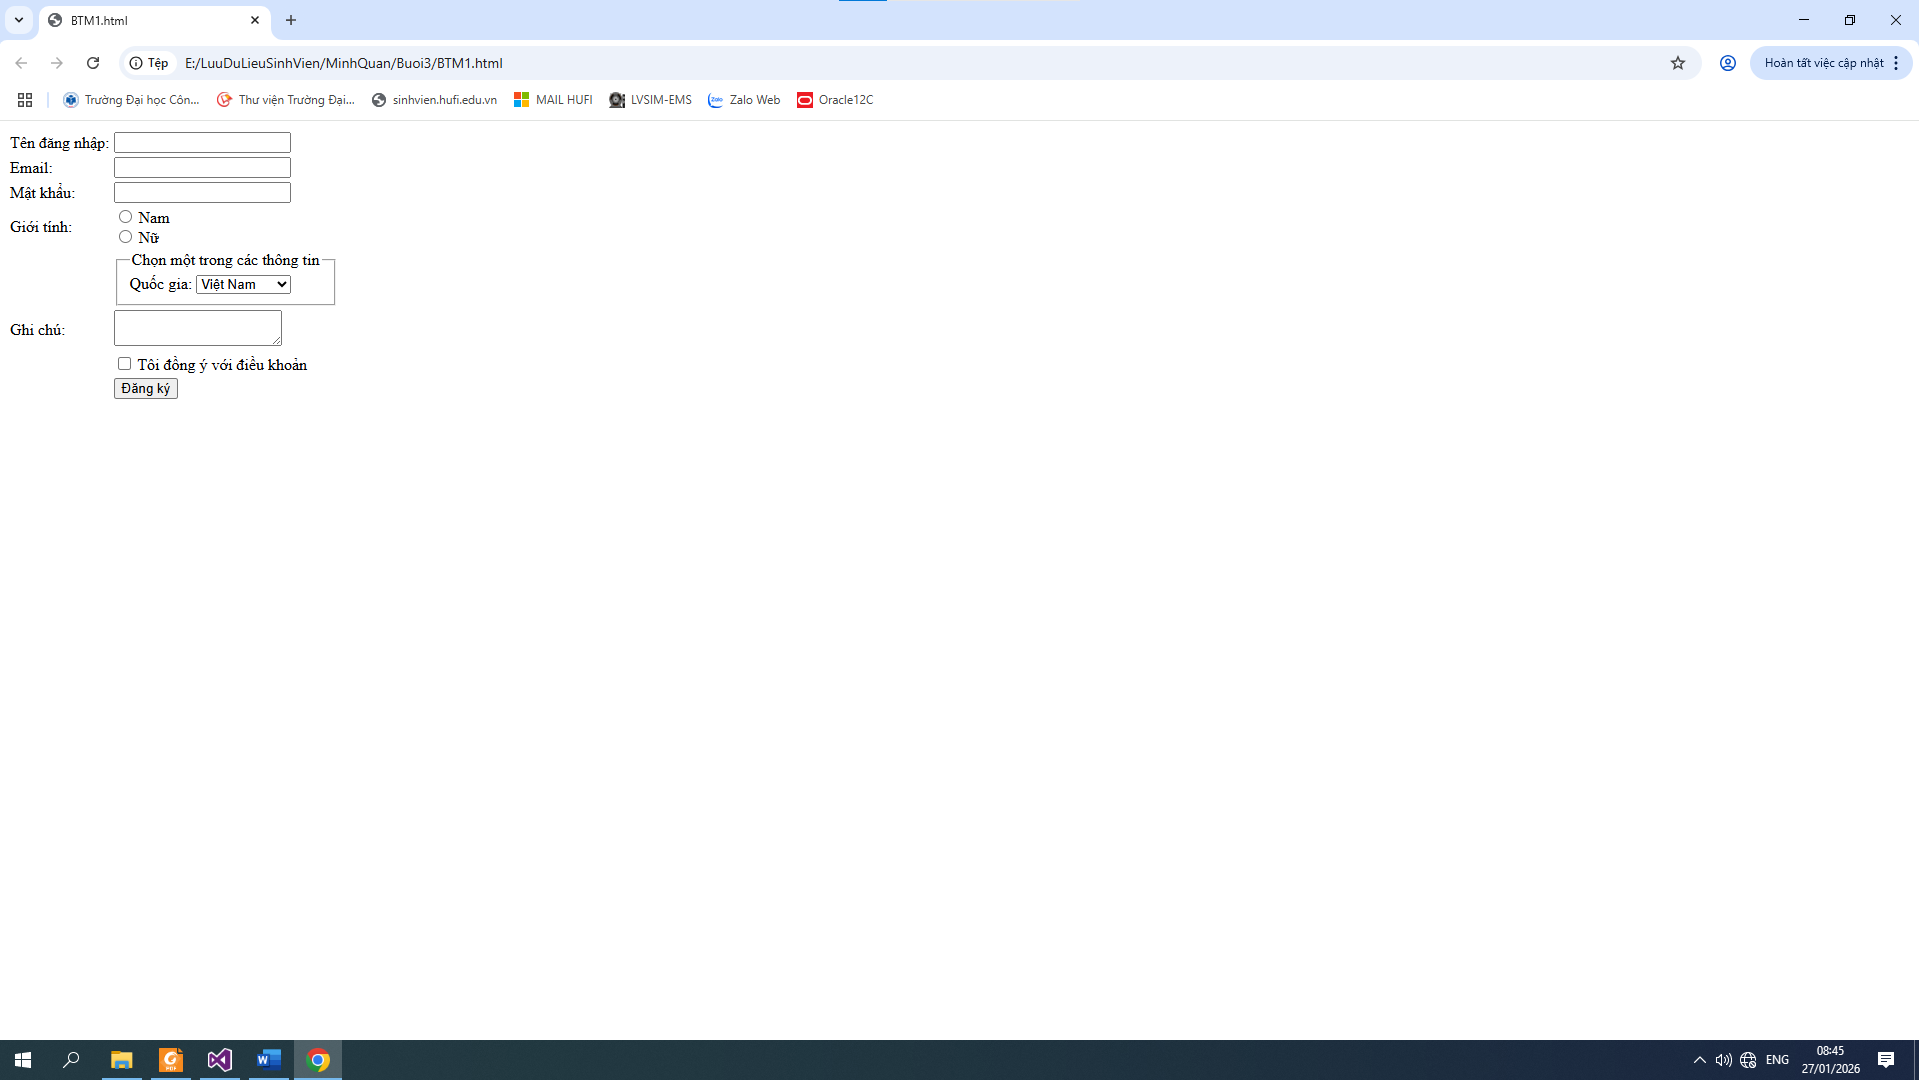 BTM1.html
Tệp
E:/LuuDuLieuSinhVien/MinhQuan/Buoi3/BTM1.html
Hoàn tất việc cập nhật
Trường Đại học Côn...
Thư viện Trường Đại...
sinhvien.hufi.edu.vn
MAIL HUFI
LVSIM-EMS
Zalo Web
Oracle12C
Tên đăng nhập:
Email:
Mật khẩu:
Giới tính:
Nam
Nữ
Chọn một trong các thông tin
Quốc gia: Việt Nam
Ghi chú:
Tôi đồng ý với điều khoản
Đăng ký
ENG
08:45
27/01/2026